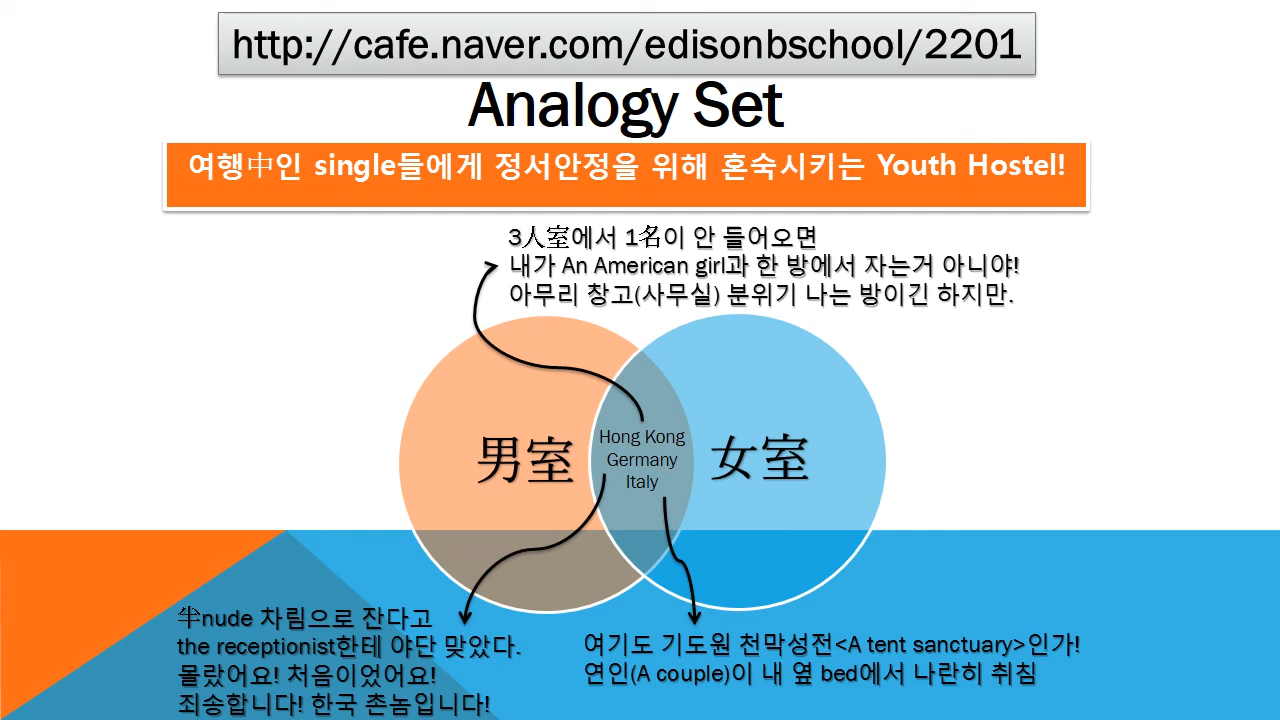 http://cafe.naver.com/edisonbschool/2201
Analogy Set
여행中인 single들에게 정서안정을 위해 혼숙시키는 Youth Hostel!
3人室에서 1名이 안 들어오면
내가 An American girl과 한 방에서 자는거 아니야!
아무리 창고(사무실) 분위기 나는 방이긴 하지만.
男室
Hong Kong
Germany
Italy
女室
半nude 차림으로 잔다고
the receptionist한테 야단 맞았다.
몰랐어요! 처음이었어요!
죄송합니다! 한국 촌놈입니다!
여기도 기도원 천막성전<A tent sanctuary>인가!
연인(A couple)이 내 옆 bed에서 나란히 취침